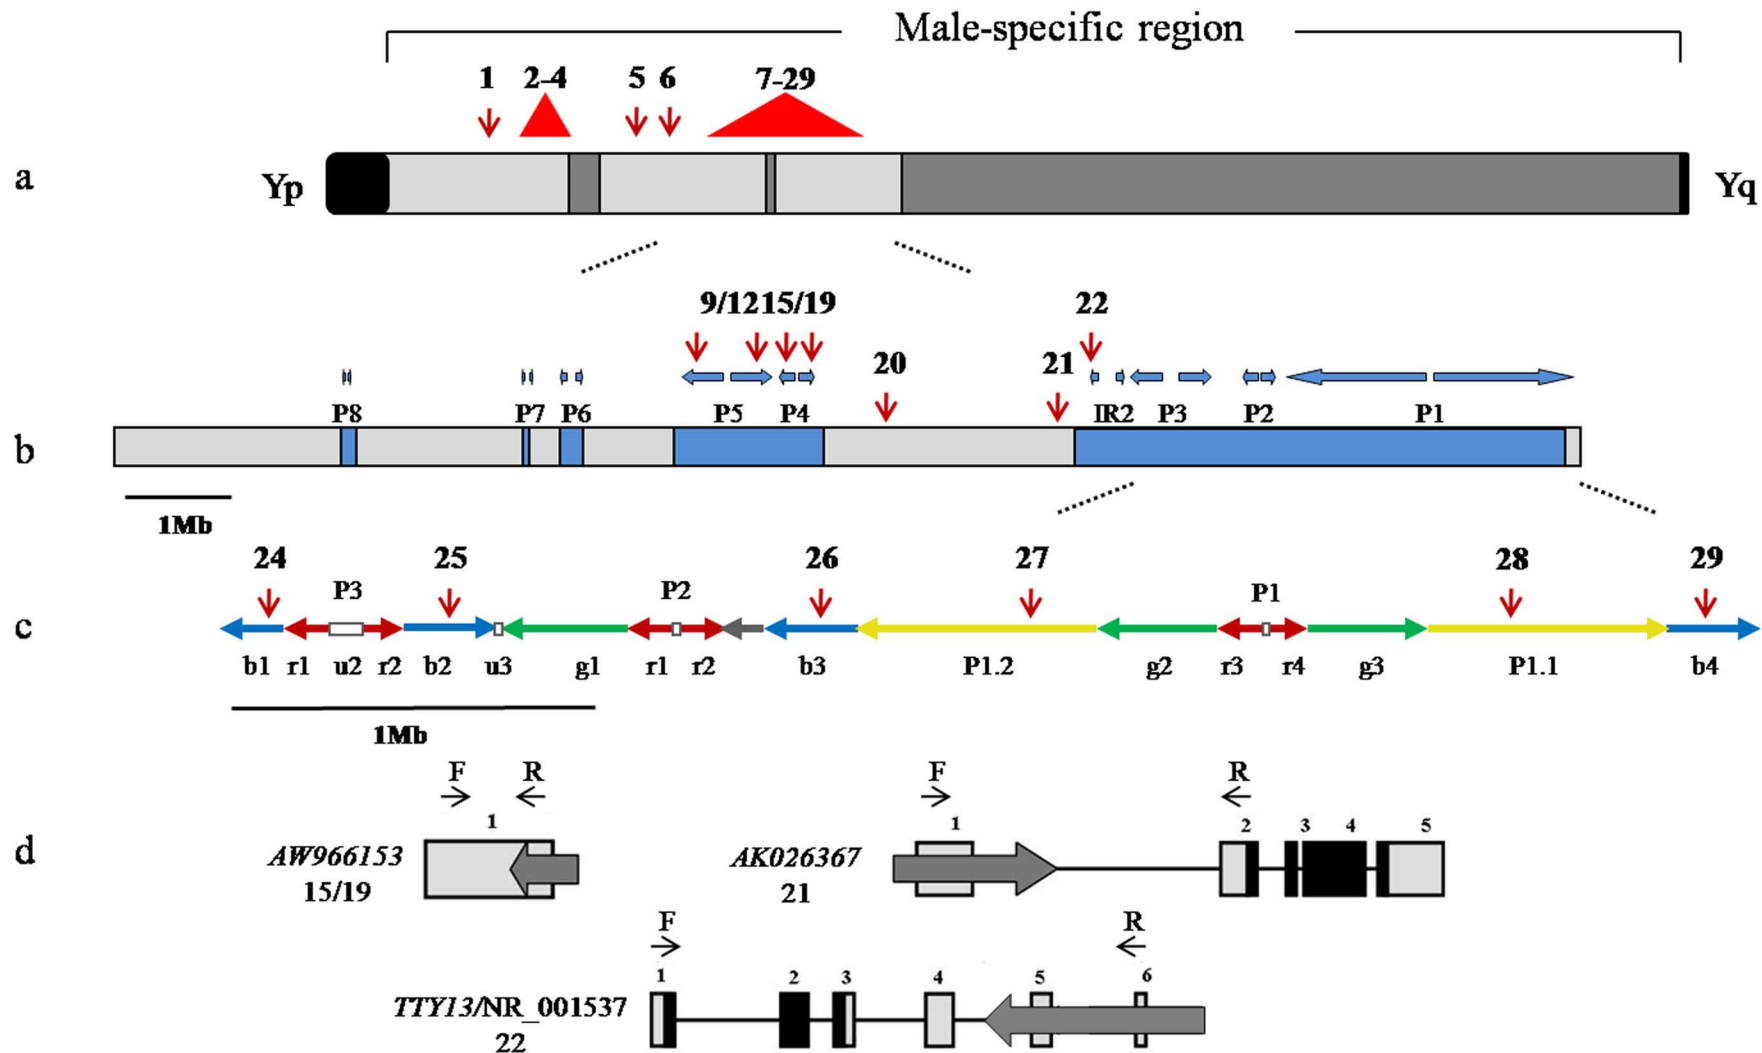 Male-specific region
1 2-4 5 6 7-29
a Yp Yq
9/12 15/19 22
20 21
P8 P7 P6 P5 P4 IR2 P3 P2 P1
b
1Mb
24 25 26 27 28 29
P3 P2 P1
c
b1 r1 u2 r2 b2 u3 g1 r1 r2 b3 P1.2 g2 r3 r4 g3 P1.1 b4
1Mb
F R F R
1 1 2 3 4 5
d AW966153 AK026367
15/19 21
F R
1 2 3 4 5 6
TTY13/NR_001537
22